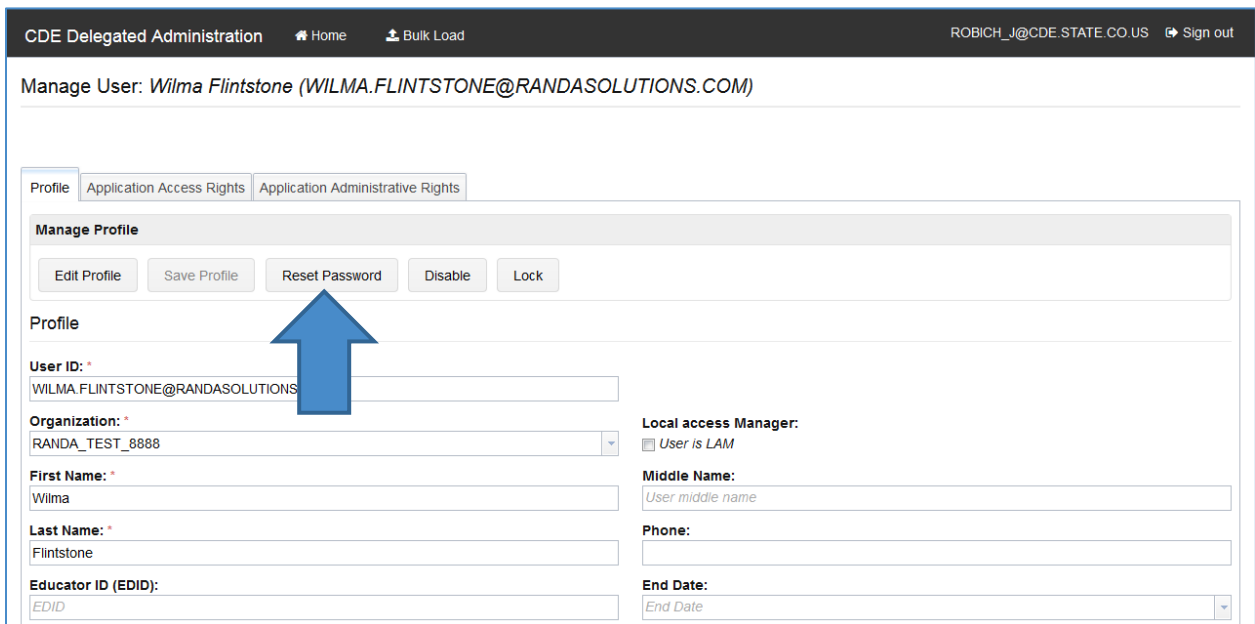 CDE Delegated Administration Home Bulk Load ROBICH_J@CDE.STATE.CO.US Sign out
Manage User: Wilma Flintstone (WILMA.FLINTSTONE@RANDASOLUTIONS.COM)
Profile Application Access Rights Application Administrative Rights
Manage Profile
Edit Profile Save Profile Reset Password Disable Lock
Profile
User ID: *
WILMA.FLINTSTONE@RANDASOLUTIONS
Organization: *
RANDA_TEST_8888
Local access Manager:
User is LAM
First Name: *
Wilma
Middle Name:
User middle name
Last Name: *
Flintstone
Phone:
Educator ID (EDID):
EDID
End Date:
End Date